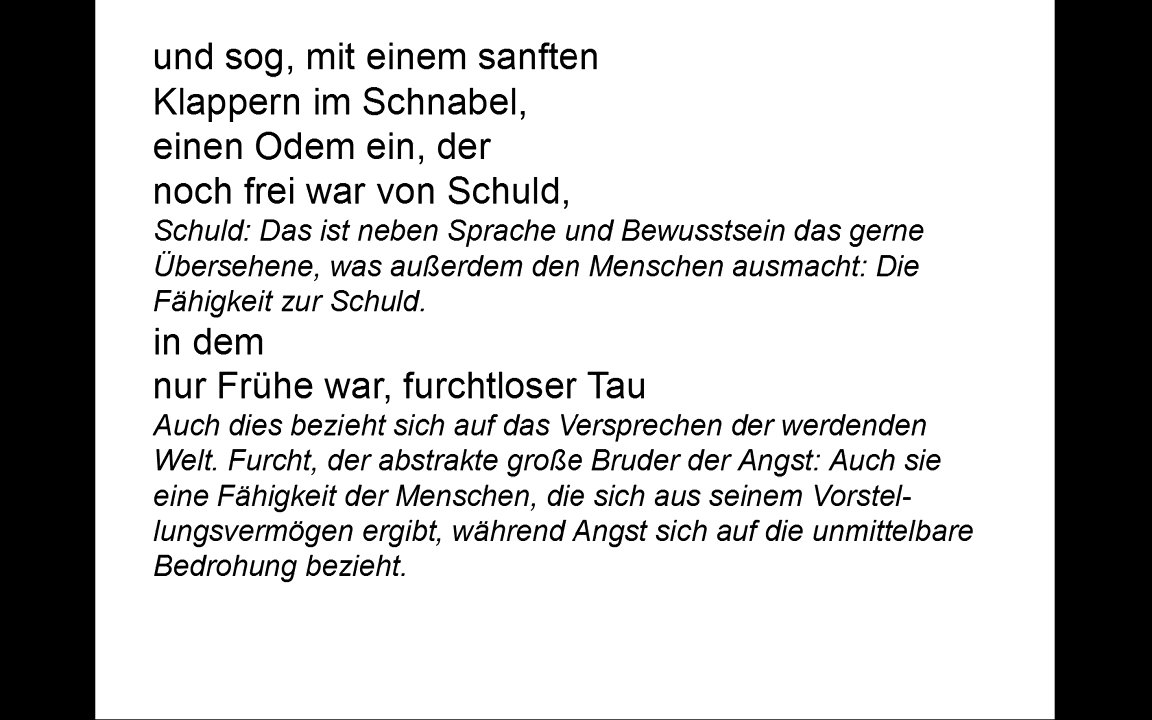 und sog, mit einem sanften
Klappern im Schnabel,
einen Odem ein, der
noch frei war von Schuld,
Schuld: Das ist neben Sprache und Bewusstsein das gerne
Übersehene, was außerdem den Menschen ausmacht: Die
Fähigkeit zur Schuld.
in dem
nur Frühe war, furchtloser Tau
Auch dies bezieht sich auf das Versprechen der werdenden
Welt. Furcht, der abstrakte große Bruder der Angst: Auch sie
eine Fähigkeit der Menschen, die sich aus seinem Vorstel-
lungsvermögen ergibt, während Angst sich auf die unmittelbare
Bedrohung bezieht.